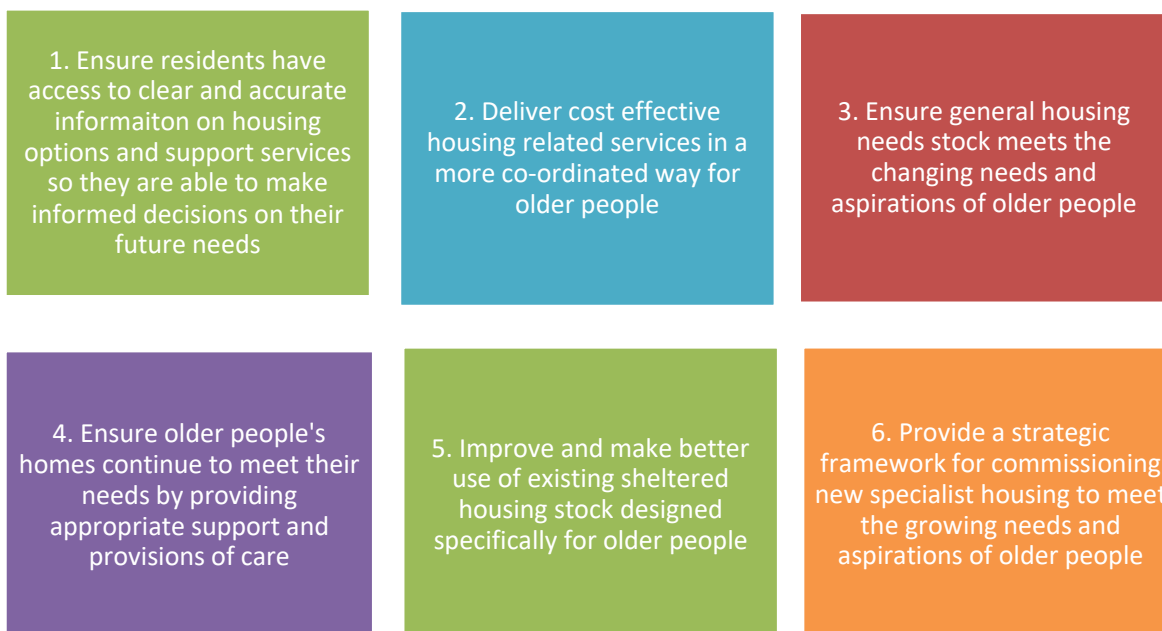 1. Ensure residents have
access to clear and accurate
informaiton on housing
options and support services
so they are able to make
informed decisions on their
future needs
2. Deliver cost effective
housing related services in a
more co-ordinated way for
older people
3. Ensure general housing
needs stock meets the
changing needs and
aspirations of older people
4. Ensure older people's
homes continue to meet their
needs by providing
appropriate support and
provisions of care
5. Improve and make better
use of existing sheltered
housing stock designed
specifically for older people
6. Provide a strategic
framework for commissioning
new specialist housing to meet
the growing needs and
aspirations of older people